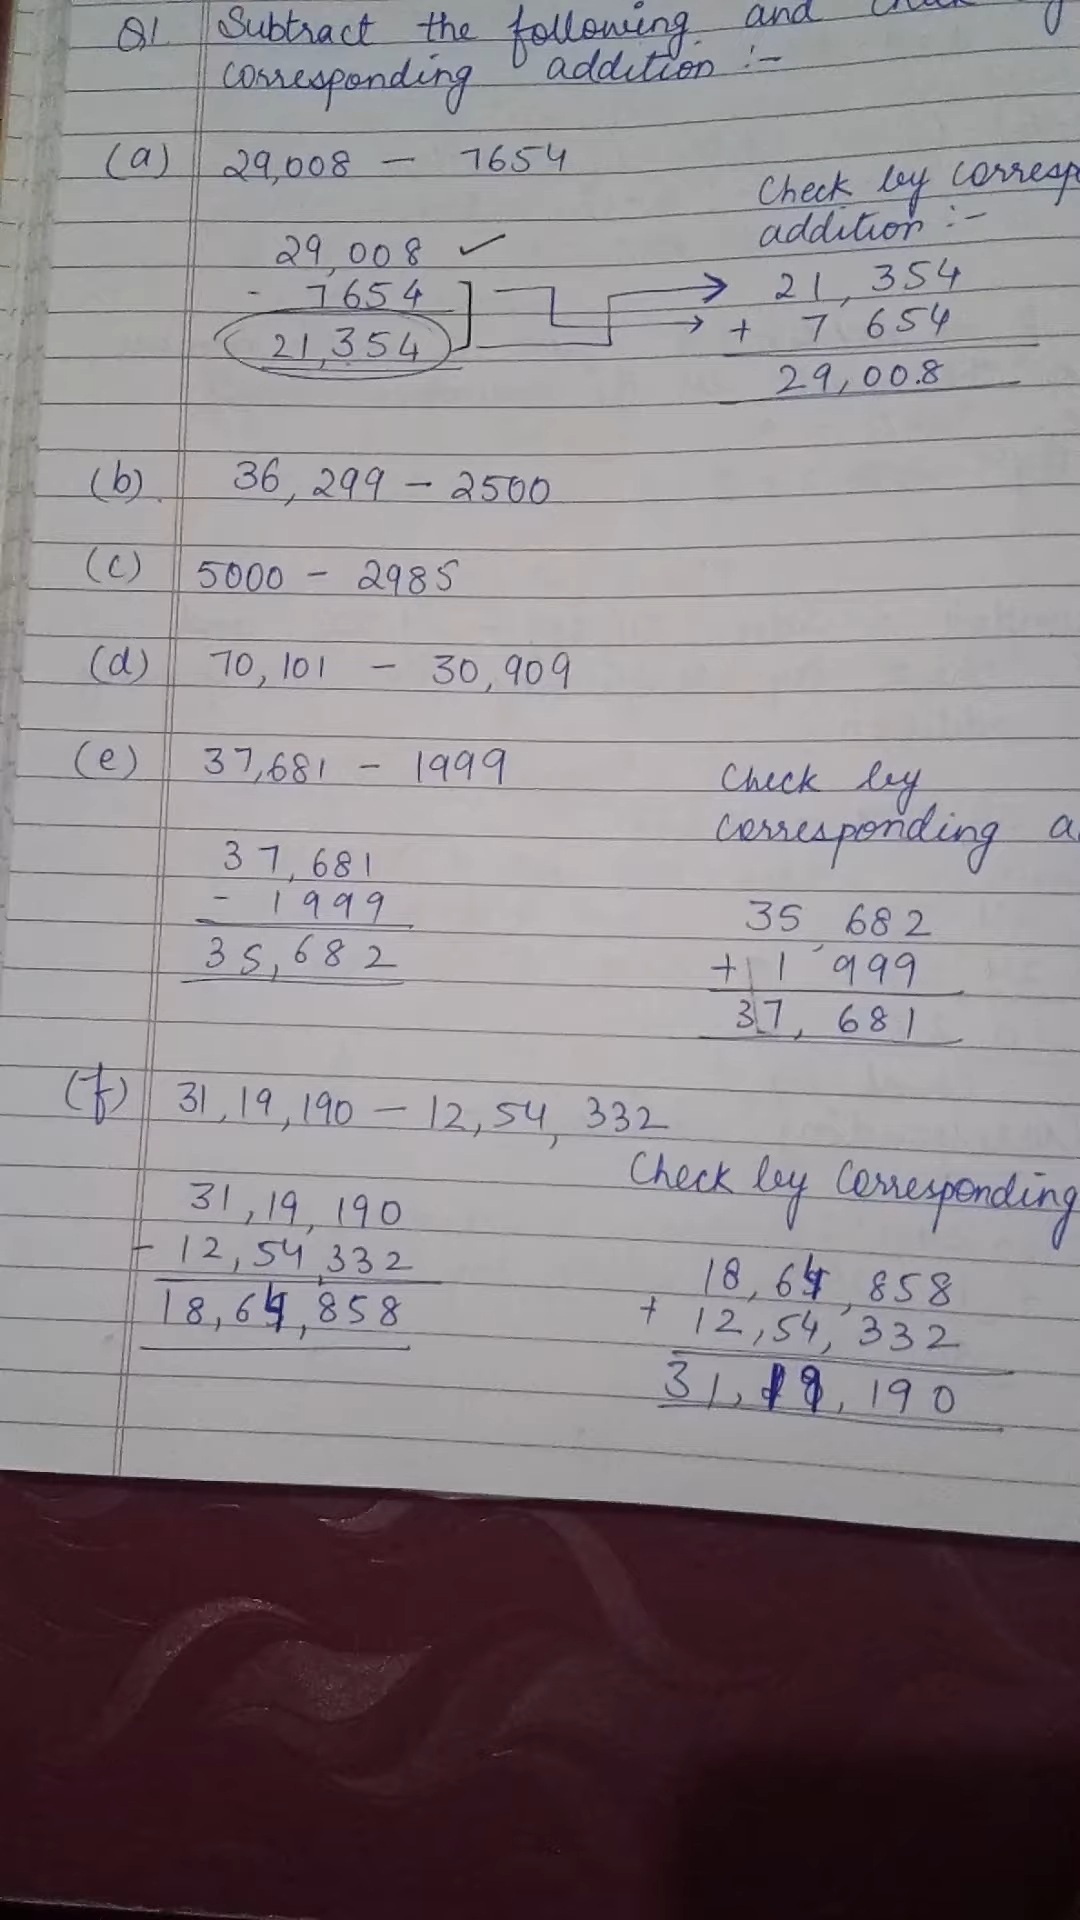 Q1. Subtract the following and check
corresponding addition :-
(a) 29,008 - 7654
Check by
addition :-
29,008 ✓
- 7654
21,354
21,354
+ 7654
29,008
(b) 36,299 - 2500
(c) 5000 - 2985
(d) 70,101 - 30,909
(e) 37,681 - 1999
Check by
corresponding
37,681
- 1999
35,682
35,682
+ 1,999
37,681
(f) 31,19,190 - 12,54,332
Check by Corresponding
31,19,190
- 12,54,332
18,64,858
18,64,858
+ 12,54,332
31,19,190